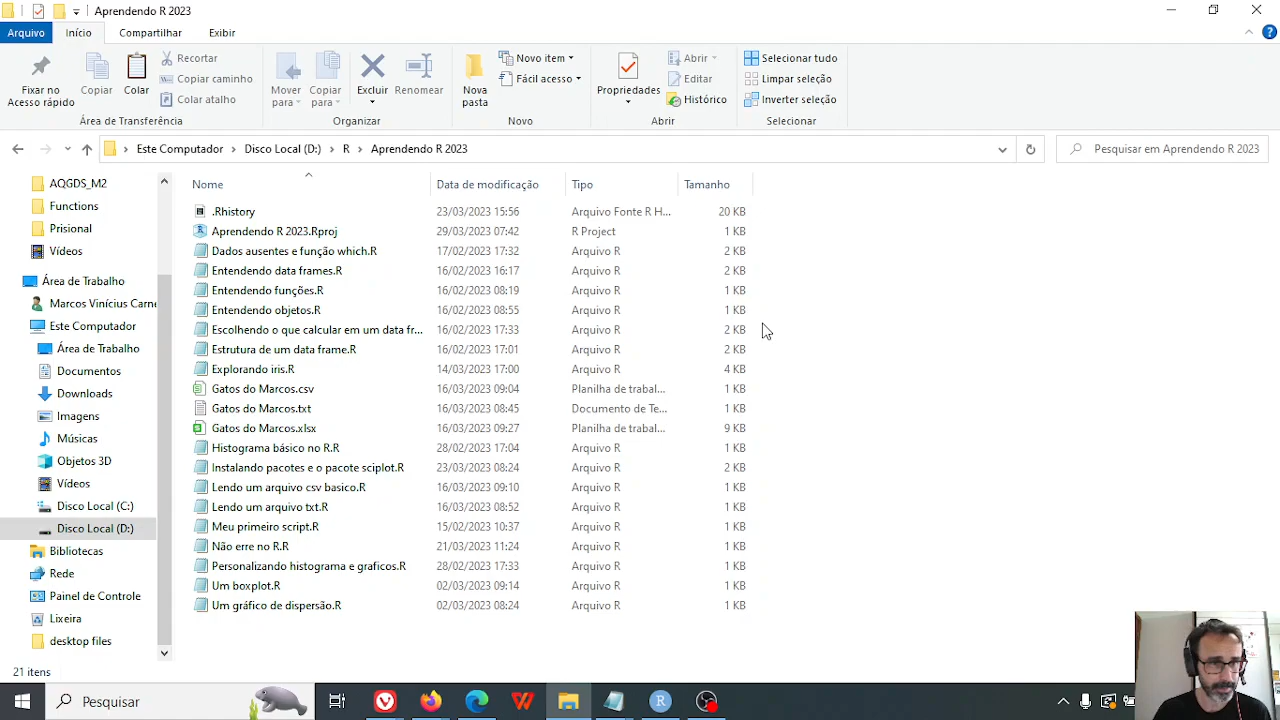 Aprendendo R 2023
Arquivo Início Compartilhar Exibir
Fixar no Acesso rápido
Copiar
Colar
Recortar
Copiar caminho
Colar atalho
Área de Transferência
Mover para
Copiar para
Excluir
Renomear
Organizar
Nova pasta
Novo item
Fácil acesso
Novo
Propriedades
Abrir
Editar
Histórico
Abrir
Selecionar tudo
Limpar seleção
Inverter seleção
Selecionar
Este Computador > Disco Local (D:) > R > Aprendendo R 2023
Pesquisar em Aprendendo R 2023
AQGDS_M2
Functions
Prisional
Vídeos
Área de Trabalho
Marcos Vinícius Carne
Este Computador
Área de Trabalho
Documentos
Downloads
Imagens
Músicas
Objetos 3D
Vídeos
Disco Local (C:)
Disco Local (D:)
Bibliotecas
Rede
Painel de Controle
Lixeira
desktop files
Nome Data de modificação Tipo Tamanho
.Rhistory 23/03/2023 15:56 Arquivo Fonte R H... 20 KB
Aprendendo R 2023.Rproj 29/03/2023 07:42 R Project 1 KB
Dados ausentes e função which.R 17/02/2023 17:32 Arquivo R 2 KB
Entendendo data frames.R 16/02/2023 16:17 Arquivo R 2 KB
Entendendo funções.R 16/02/2023 08:19 Arquivo R 1 KB
Entendendo objetos.R 16/02/2023 08:55 Arquivo R 1 KB
Escolhendo o que calcular em um data fr... 16/02/2023 17:33 Arquivo R 2 KB
Estrutura de um data frame.R 16/02/2023 17:01 Arquivo R 2 KB
Explorando iris.R 14/03/2023 17:00 Arquivo R 4 KB
Gatos do Marcos.csv 16/03/2023 09:04 Planilha de trabal... 1 KB
Gatos do Marcos.txt 16/03/2023 08:45 Documento de Te... 1 KB
Gatos do Marcos.xlsx 16/03/2023 09:27 Planilha de trabal... 9 KB
Histograma básico no R.R 28/02/2023 17:04 Arquivo R 1 KB
Instalando pacotes e o pacote sciplot.R 23/03/2023 08:24 Arquivo R 2 KB
Lendo um arquivo csv basico.R 16/03/2023 09:10 Arquivo R 1 KB
Lendo um arquivo txt.R 16/03/2023 08:52 Arquivo R 1 KB
Meu primeiro script.R 15/02/2023 10:37 Arquivo R 1 KB
Não erre no R.R 21/03/2023 11:24 Arquivo R 1 KB
Personalizando histograma e graficos.R 28/02/2023 17:33 Arquivo R 1 KB
Um boxplot.R 02/03/2023 09:14 Arquivo R 1 KB
Um gráfico de dispersão.R 02/03/2023 08:24 Arquivo R 1 KB
21 itens
Pesquisar